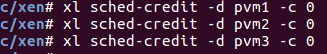 c/xen# xl sched-credit -d pvm1 -c 0
c/xen# xl sched-credit -d pvm2 -c 0
c/xen# xl sched-credit -d pvm3 -c 0